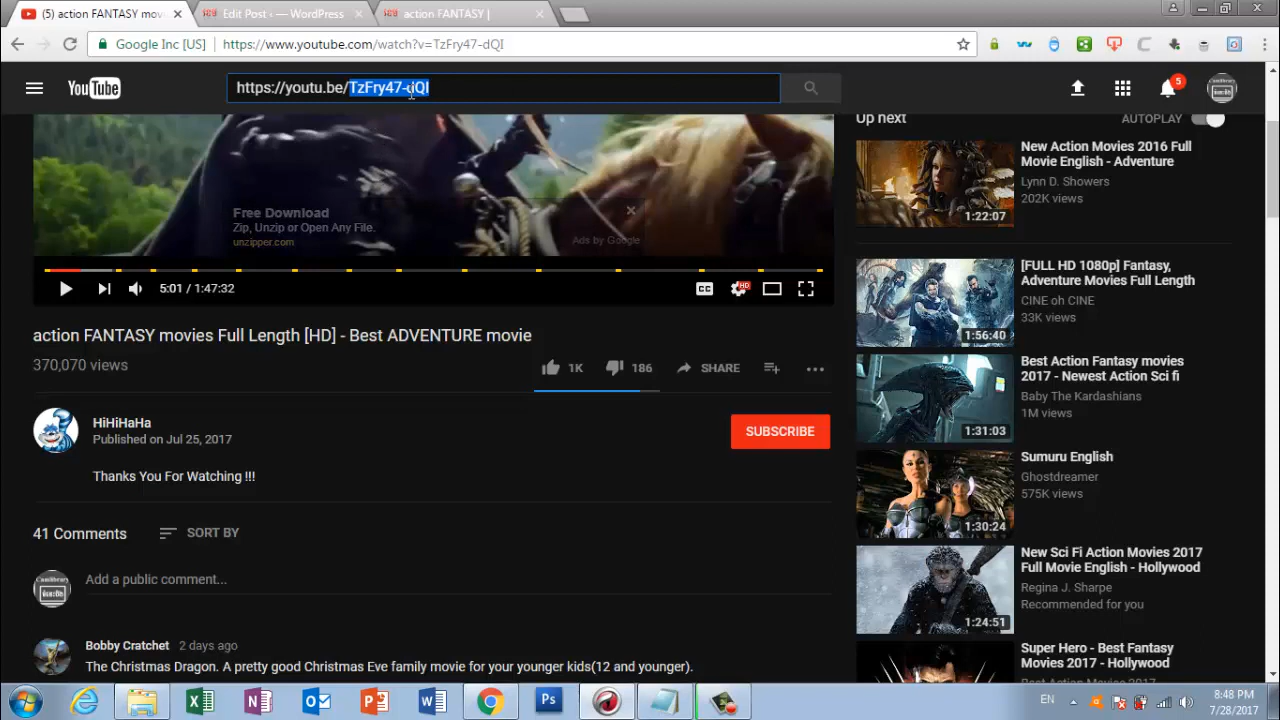 (5) action FANTASY mov
Edit Post ‹ — WordPress
action FANTASY |
Google Inc [US]
https://www.youtube.com/watch?v=TzFry47-dQI
YouTube
https://youtu.be/TzFry47-dQI
5
Free Download
Zip, Unzip or Open Any File.
unzipper.com
Ads by Google
5:01 / 1:47:32
CC
HD
action FANTASY movies Full Length [HD] - Best ADVENTURE movie
370,070 views
1K
186
SHARE
HiHiHaHa
Published on Jul 25, 2017
SUBSCRIBE
Thanks You For Watching !!!
41 Comments
SORT BY
Add a public comment...
Bobby Cratchet 2 days ago
The Christmas Dragon. A pretty good Christmas Eve family movie for your younger kids(12 and younger).
Up next
AUTOPLAY
New Action Movies 2016 Full
Movie English - Adventure
Lynn D. Showers
202K views
1:22:07
[FULL HD 1080p] Fantasy,
Adventure Movies Full Length
CINE oh CINE
33K views
1:56:40
Best Action Fantasy movies
2017 - Newest Action Sci fi
Baby The Kardashians
1M views
1:31:03
Sumuru English
Ghostdreamer
575K views
1:30:24
New Sci Fi Action Movies 2017
Full Movie English - Hollywood
Regina J. Sharpe
Recommended for you
1:24:51
Super Hero - Best Fantasy
Movies 2017 - Hollywood
Best Action Movies 2017
EN
8:48 PM
7/28/2017